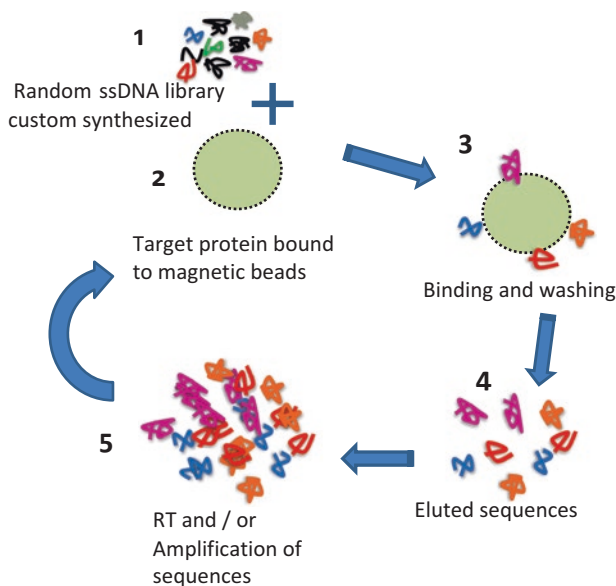 1
Random ssDNA library
custom synthesized
2
Target protein bound
to magnetic beads
3
Binding and washing
4
Eluted sequences
5
RT and / or
Amplification of
sequences